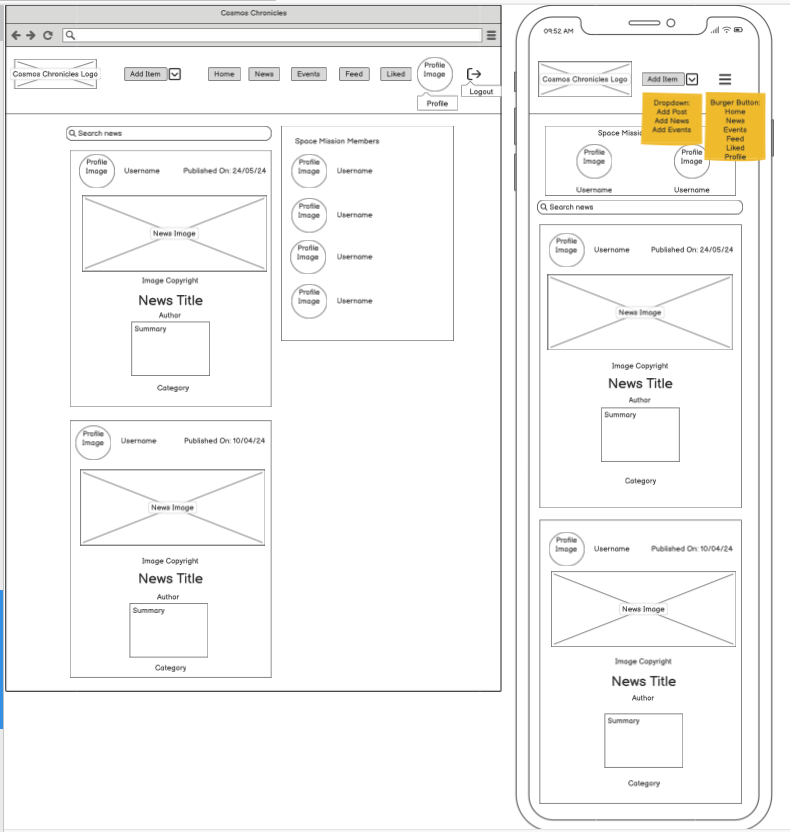 Cosmos Chronicles
Cosmos Chronicles Logo
Add Item
Home
News
Events
Feed
Liked
Profile
Image
Logout
Profile
Search news
Profile
Image
Username
Published On: 24/05/24
News Image
Image Copyright
News Title
Author
Summary
Category
Profile
Image
Username
Published On: 10/04/24
News Image
Image Copyright
News Title
Author
Summary
Category
Space Mission Members
Profile
Image
Username
Profile
Image
Username
Profile
Image
Username
Profile
Image
Username
09:52 AM
Cosmos Chronicles Logo
Add Item
Dropdown:
Add Post
Add News
Add Events
Burger Button:
Home
News
Events
Feed
Liked
Profile
Space
Profile
Image
Username
Profile
Image
Username
Search news
Profile
Image
Username
Published On: 24/05/24
News Image
Image Copyright
News Title
Author
Summary
Category
Profile
Image
Username
Published On: 10/04/24
News Image
Image Copyright
News Title
Author
Summary
Category